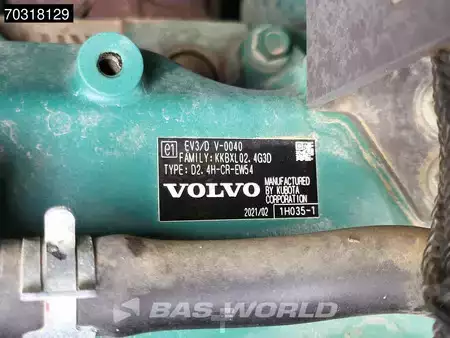 70318129
01 EV3/D V-0040
FAMILY: KKBXL02.4G3D
TYPE: D2.4H-CR-EW54
VOLVO
MANUFACTURED
BY KUBOTA
CORPORATION
2021/02 1H035-1
BAS WORLD